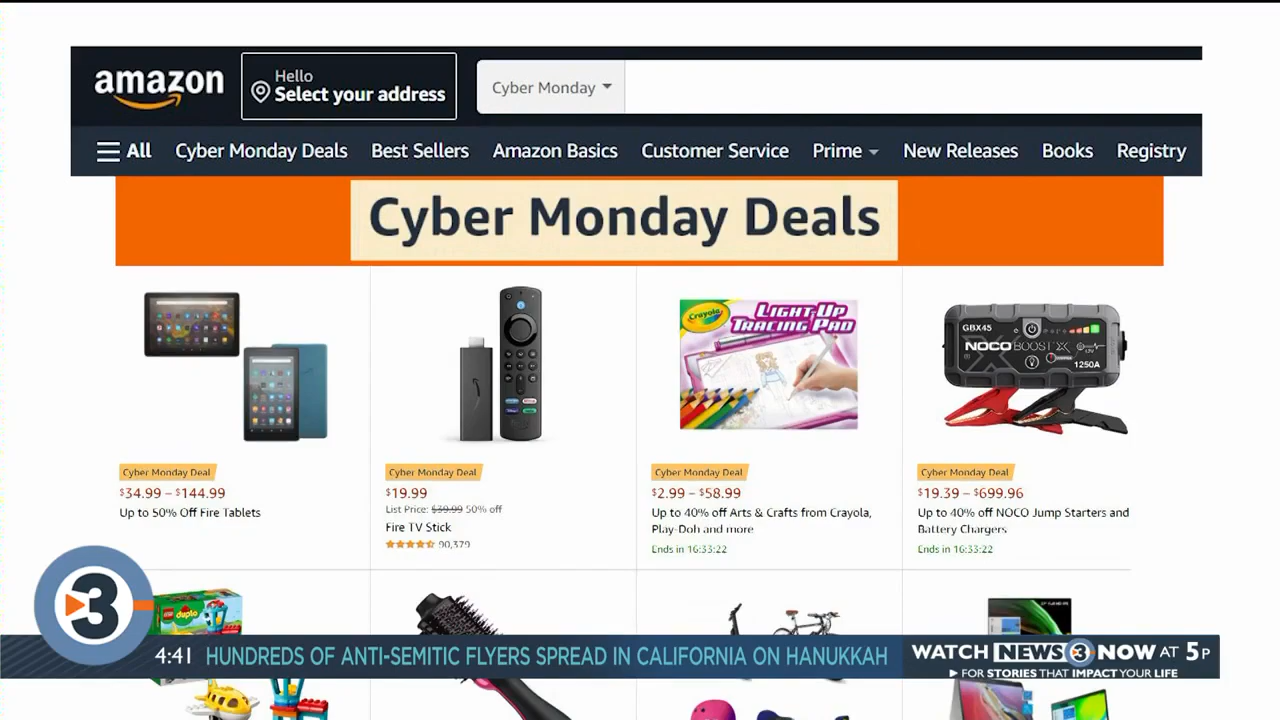 amazon
Hello
Select your address
Cyber Monday
All
Cyber Monday Deals
Best Sellers
Amazon Basics
Customer Service
Prime
New Releases
Books
Registry
Cyber Monday Deals
Crayola
LIGHT UP
TRACING PAD
GBX45
NOCO BOOST X
1250A
Cyber Monday Deal
$34.99 – $144.99
Up to 50% Off Fire Tablets
Cyber Monday Deal
$19.99
List Price: $39.99 50% off
Fire TV Stick
90,379
Cyber Monday Deal
$2.99 – $58.99
Up to 40% off Arts & Crafts from Crayola,
Play-Doh and more
Ends in 16:33:22
Cyber Monday Deal
$19.39 – $699.96
Up to 40% off NOCO Jump Starters and
Battery Chargers
Ends in 16:33:22
LEGO duplo
3
4:41 HUNDREDS OF ANTI-SEMITIC FLYERS SPREAD IN CALIFORNIA ON HANUKKAH
WATCH NEWS 3 NOW AT 5P
FOR STORIES THAT IMPACT YOUR LIFE